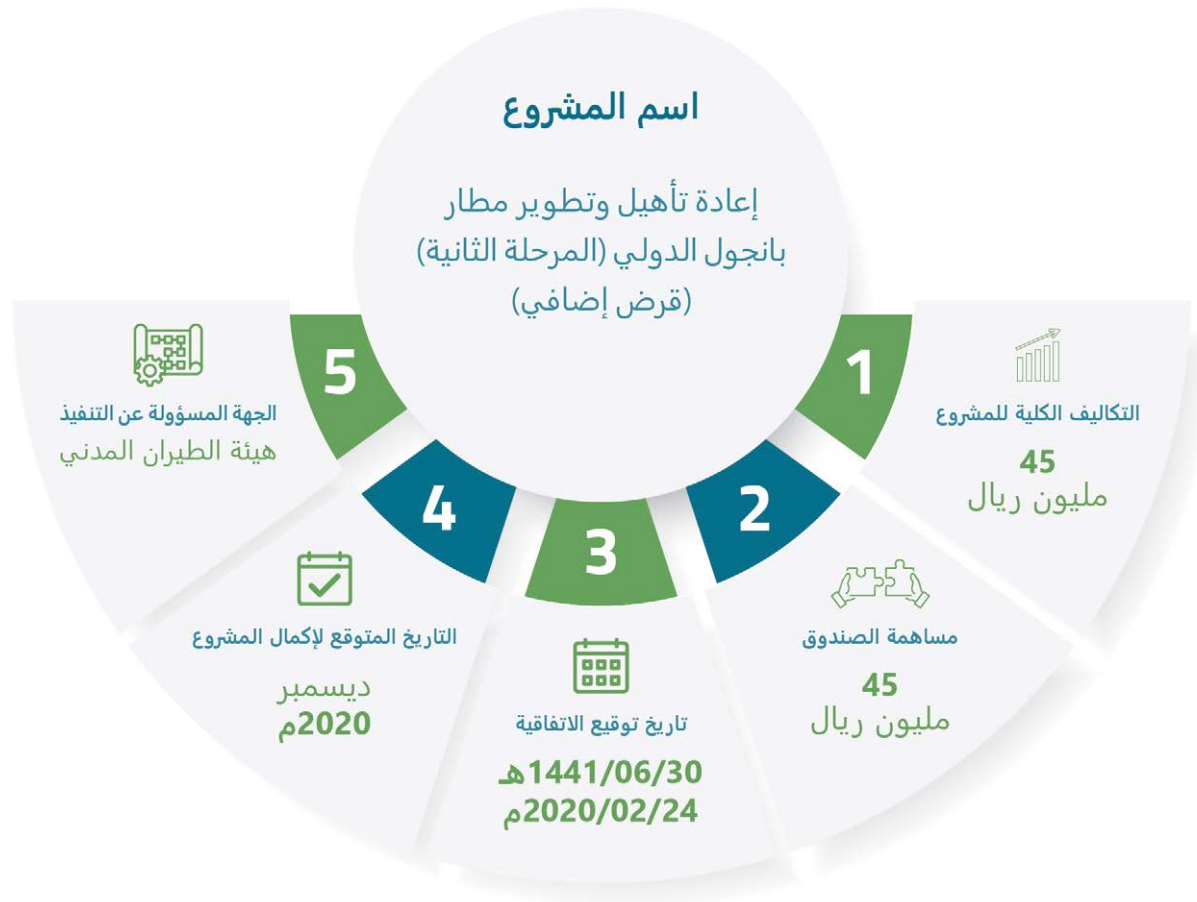 اسم المشروع
إعادة تأهيل وتطوير مطار
بانجول الدولي (المرحلة الثانية)
(قرض إضافي)
1
التكاليف الكلية للمشروع
45
مليون ريال
2
مساهمة الصندوق
45
مليون ريال
3
تاريخ توقيع الاتفاقية
1441/06/30هـ
2020/02/24م
4
التاريخ المتوقع لإكمال المشروع
ديسمبر
2020م
5
الجهة المسؤولة عن التنفيذ
هيئة الطيران المدني